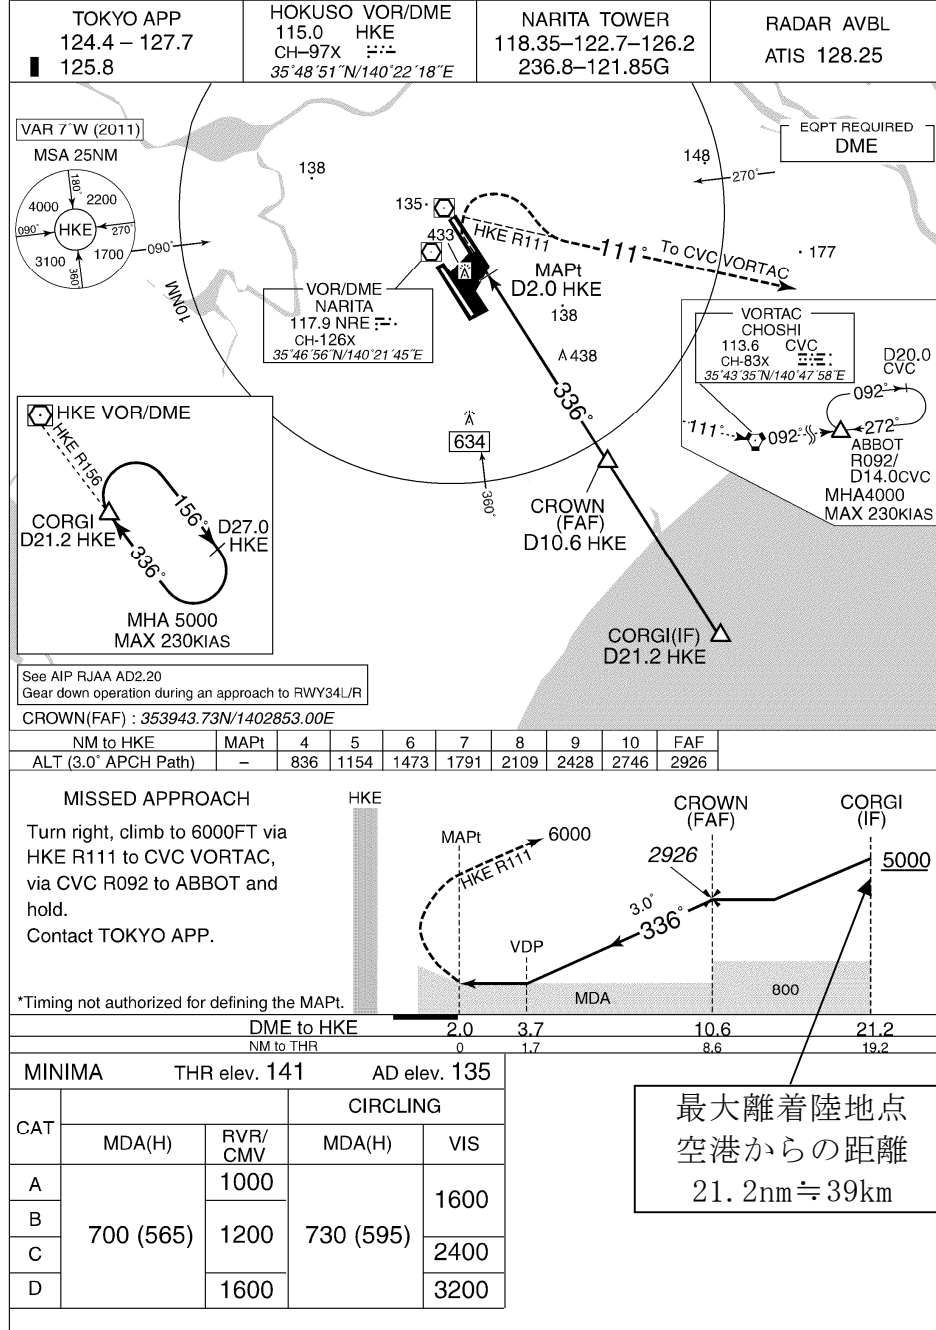 TOKYO APP
124.4 – 127.7
125.8
HOKUSO VOR/DME
115.0 HKE
CH–97X
35˚48´51˝N/140˚22´18˝E
NARITA TOWER
118.35–122.7–126.2
236.8–121.85G
RADAR AVBL
ATIS 128.25
VAR 7˚W (2011)
MSA 25NM
180˚
4000
2200
090˚
HKE
270˚
3100
1700
360˚
090˚
10NM
138
148
EQPT REQUIRED
DME
270˚
135
433
HKE R111
111˚
To CVC VORTAC
177
MAPt
D2.0 HKE
138
438
VOR/DME
NARITA
117.9 NRE
CH-126X
35˚46´56˝N/140˚21´45˝E
336˚
634
360˚
VORTAC
CHOSHI
113.6 CVC
CH-83X
35˚43´35˝N/140˚47´58˝E
D20.0
CVC
092˚
272˚
111˚
092˚
ABBOT
R092/
D14.0CVC
MHA4000
MAX 230KIAS
HKE VOR/DME
HKE R156
CORGI
D21.2 HKE
156˚
D27.0
HKE
336˚
MHA 5000
MAX 230KIAS
CROWN
(FAF)
D10.6 HKE
CORGI(IF)
D21.2 HKE
See AIP RJAA AD2.20
Gear down operation during an approach to RWY34L/R
CROWN(FAF) : 353943.73N/1402853.00E
NM to HKE MAPt 4 5 6 7 8 9 10 FAF
ALT (3.0˚ APCH Path) – 836 1154 1473 1791 2109 2428 2746 2926
MISSED APPROACH
Turn right, climb to 6000FT via
HKE R111 to CVC VORTAC,
via CVC R092 to ABBOT and
hold.
Contact TOKYO APP.
*Timing not authorized for defining the MAPt.
HKE
MAPt
6000
HKE R111
VDP
MDA
3.0˚
336˚
2926
CROWN
(FAF)
CORGI
(IF)
5000
800
DME to HKE 2.0 3.7 10.6 21.2
NM to THR 0 1.7 8.6 19.2
MINIMA THR elev. 141 AD elev. 135
CAT
CIRCLING
MDA(H)
RVR/
CMV
MDA(H)
VIS
A
B
C
D
700 (565)
1000
1200
1600
730 (595)
1600
2400
3200
最大離着陸地点
空港からの距離
21.2nm≒39km